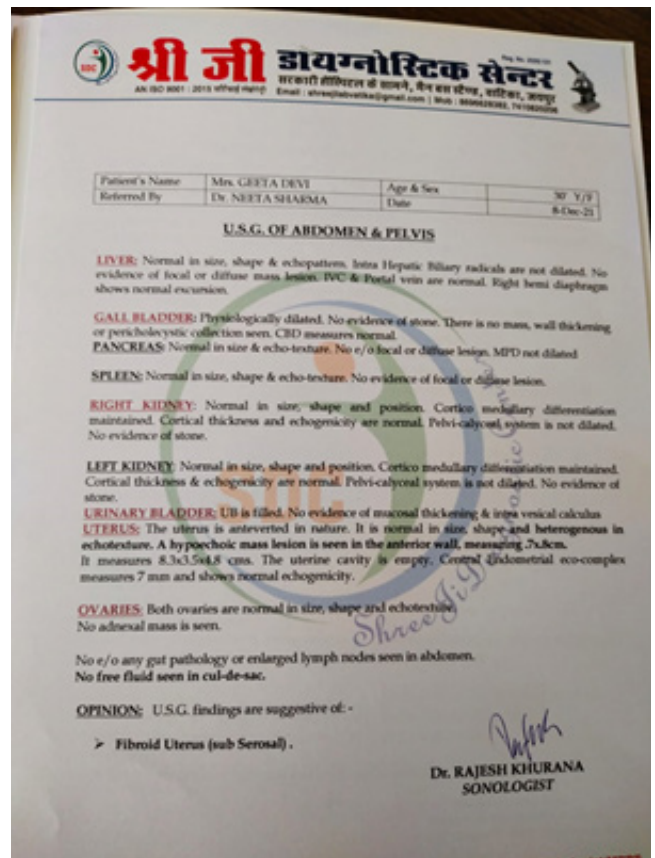 SDC
श्री जी डायग्नोस्टिक सेन्टर
AN ISO 9001 : 2015
सरकारी हॉस्पिटल के सामने, मैन बस स्टैण्ड, वाटिका, जयपुर
Patient's Name Mrs. GEETA DEVI Age & Sex 30 Y/F
Referred By Dr. NEETA SHARMA Date 8-Dec-21
U.S.G. OF ABDOMEN & PELVIS
LIVER: Normal in size, shape & echopattern. Intra Hepatic Biliary radicals are not dilated. No
evidence of focal or diffuse mass lesion. IVC & Portal vein are normal. Right hemi diaphragm
shows normal excursion.
GALL BLADDER: Physiologically dilated. No evidence of stone. There is no mass, wall thickening
or pericholecystic collection seen. CBD measures normal.
PANCREAS: Normal in size & echo-texture. No e/o focal or diffuse lesion. MPD not dilated
SPLEEN: Normal in size, shape & echo-texture. No evidence of focal or diffuse lesion.
RIGHT KIDNEY: Normal in size, shape and position. Cortico medullary differentiation
maintained. Cortical thickness and echogenicity are normal. Pelvi-calyceal system is not dilated.
No evidence of stone.
LEFT KIDNEY: Normal in size, shape and position. Cortico medullary differentiation maintained.
Cortical thickness & echogenicity are normal. Pelvi-calyceal system is not dilated. No evidence of
stone.
URINARY BLADDER: UB is filled. No evidence of mucosal thickening & intra vesical calculus
UTERUS: The uterus is anteverted in nature. It is normal in size, shape and heterogenous in
echotexture. A hypoechoic mass lesion is seen in the anterior wall, measuring .7x.8cm.
It measures 8.3x3.5x4.8 cms. The uterine cavity is empty. Central Endometrial eco-complex
measures 7 mm and shows normal echogenicity.
OVARIES: Both ovaries are normal in size, shape and echotexture.
No adnexal mass is seen.
No e/o any gut pathology or enlarged lymph nodes seen in abdomen.
No free fluid seen in cul-de-sac.
OPINION: U.S.G. findings are suggestive of: -
➢ Fibroid Uterus (sub Serosal) .
Dr. RAJESH KHURANA
SONOLOGIST
SDC
Shree Ji Diagnostic Center